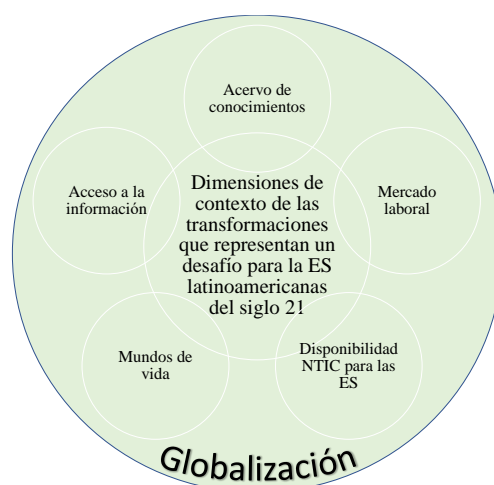 Acervo de
conocimientos
Acceso a la
información
Dimensiones de
contexto de las
transformaciones
que representan un
desafío para la ES
latinoamericanas
del siglo 2!
Mercado
laboral
Mundos de
vida
Disponibilidad
NTIC para las
ES
Globalización